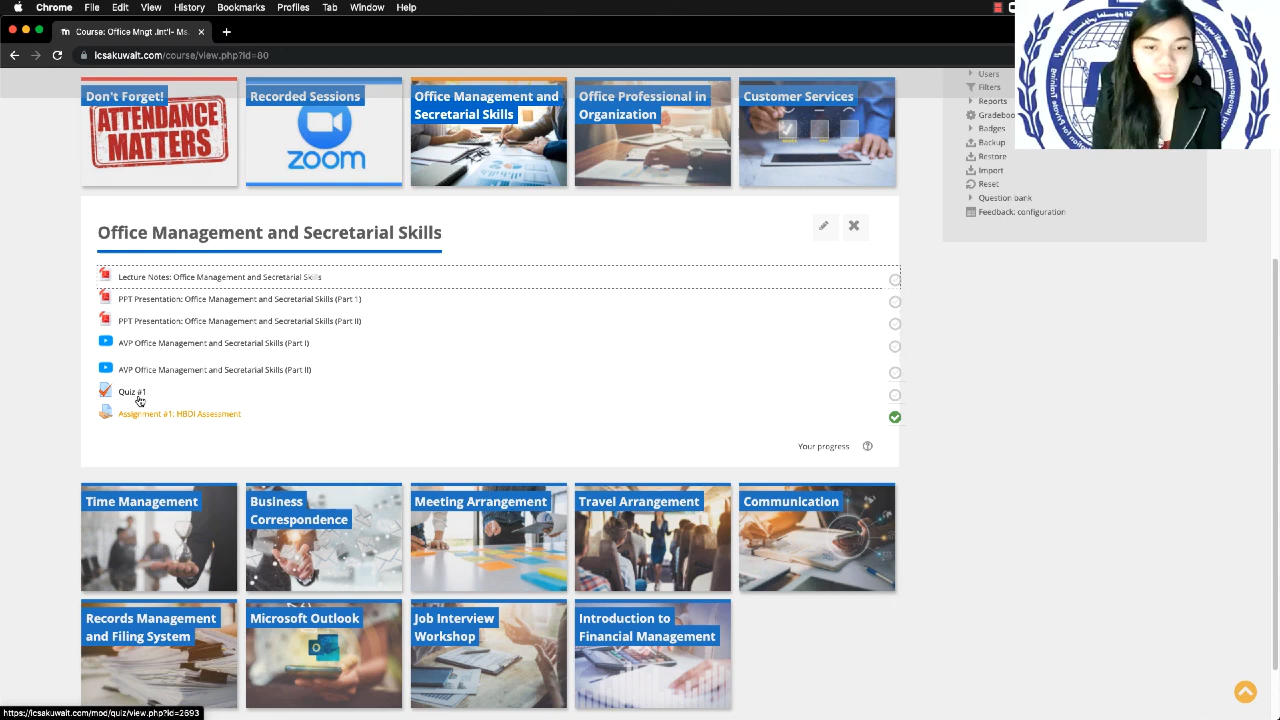 Chrome File Edit View History Bookmarks Profiles Tab Window Help
Course: Office Mngt .Int'l- Ms.
lcsakuwait.com/course/view.php?id=80
Don't Forget!
ATTENDANCE
MATTERS
Recorded Sessions
zoom
Office Management and
Secretarial Skills
Office Professional in
Organization
Customer Services
Users
Filters
Reports
Gradeboo
Badges
Backup
Restore
Import
Reset
Question bank
Feedback: configuration
Office Management and Secretarial Skills
Lecture Notes: Office Management and Secretarial Skills
PPT Presentation: Office Management and Secretarial Skills (Part 1)
PPT Presentation: Office Management and Secretarial Skills (Part II)
AVP Office Management and Secretarial Skills (Part I)
AVP Office Management and Secretarial Skills (Part II)
Quiz #1
Assignment #1: HBDI Assessment
Your progress
Time Management
Business
Correspondence
Meeting Arrangement
Travel Arrangement
Communication
Records Management
and Filing System
Microsoft Outlook
Job Interview
Workshop
Introduction to
Financial Management
https://lcsakuwait.com/mod/quiz/view.php?id=2693